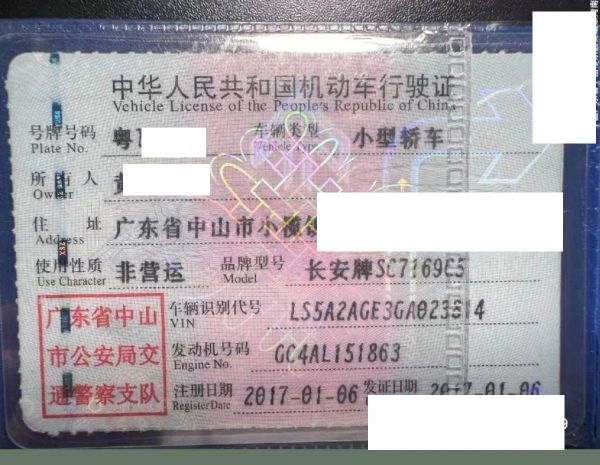 中华人民共和国机动车行驶证
Vehicle License of the People's Republic of China
号牌号码 粤 车辆类型 小型轿车
Plate No. Vehicle Type
所有人 黄
Owner
住址 广东省中山市小榄
Address
使用性质 非营运 品牌型号 长安牌SC7169C5
Use Character Model
广东省中山 车辆识别代号 LS5A2AGE3GA023814
VIN
市公安局交 发动机号码 GC4AL151863
Engine No.
通警察支队 注册日期 2017-01-06 发证日期 2017-01-06
Register Date